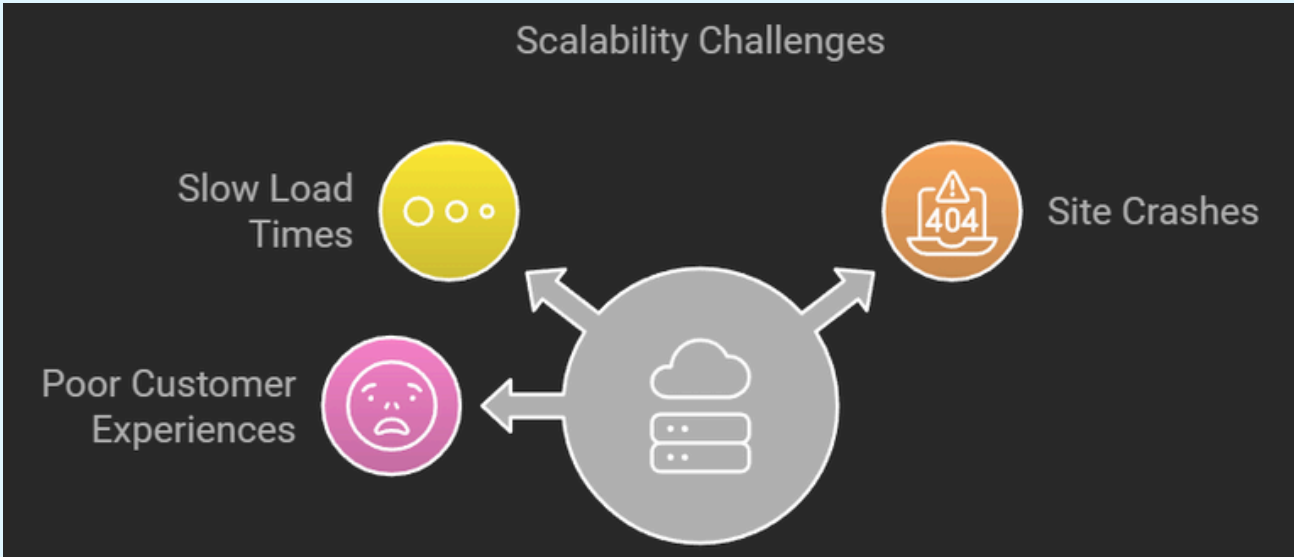 Scalability Challenges
Slow Load
Times
404
Site Crashes
Poor Customer
Experiences